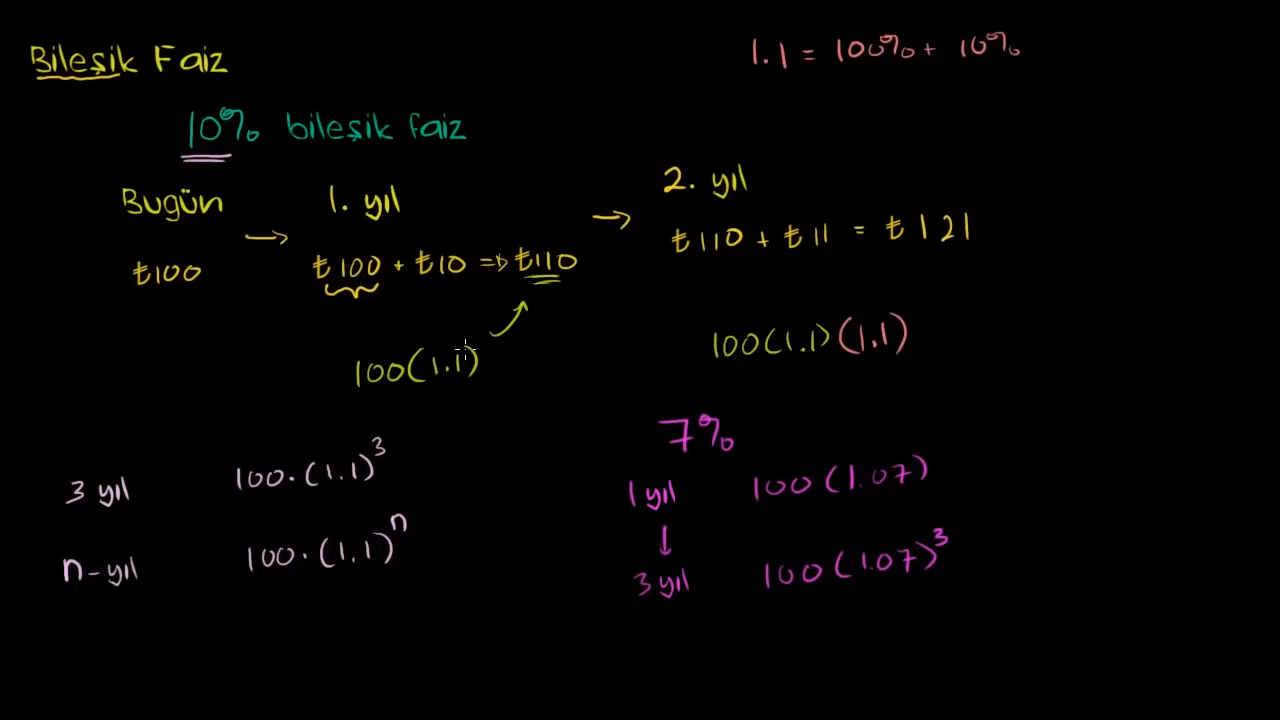 Bileşik Faiz
1.1 = 100% + 10%
10% bileşik faiz
Bugün → 1. yıl → 2. yıl
₺100
₺100 + ₺10 => ₺110
₺110 + ₺11 = ₺121
100(1.1)
100(1.1)(1.1)
3 yıl 100.(1.1)³
n-yıl 100.(1.1)ⁿ
7%
1 yıl 100(1.07)
↓
3 yıl 100(1.07)³